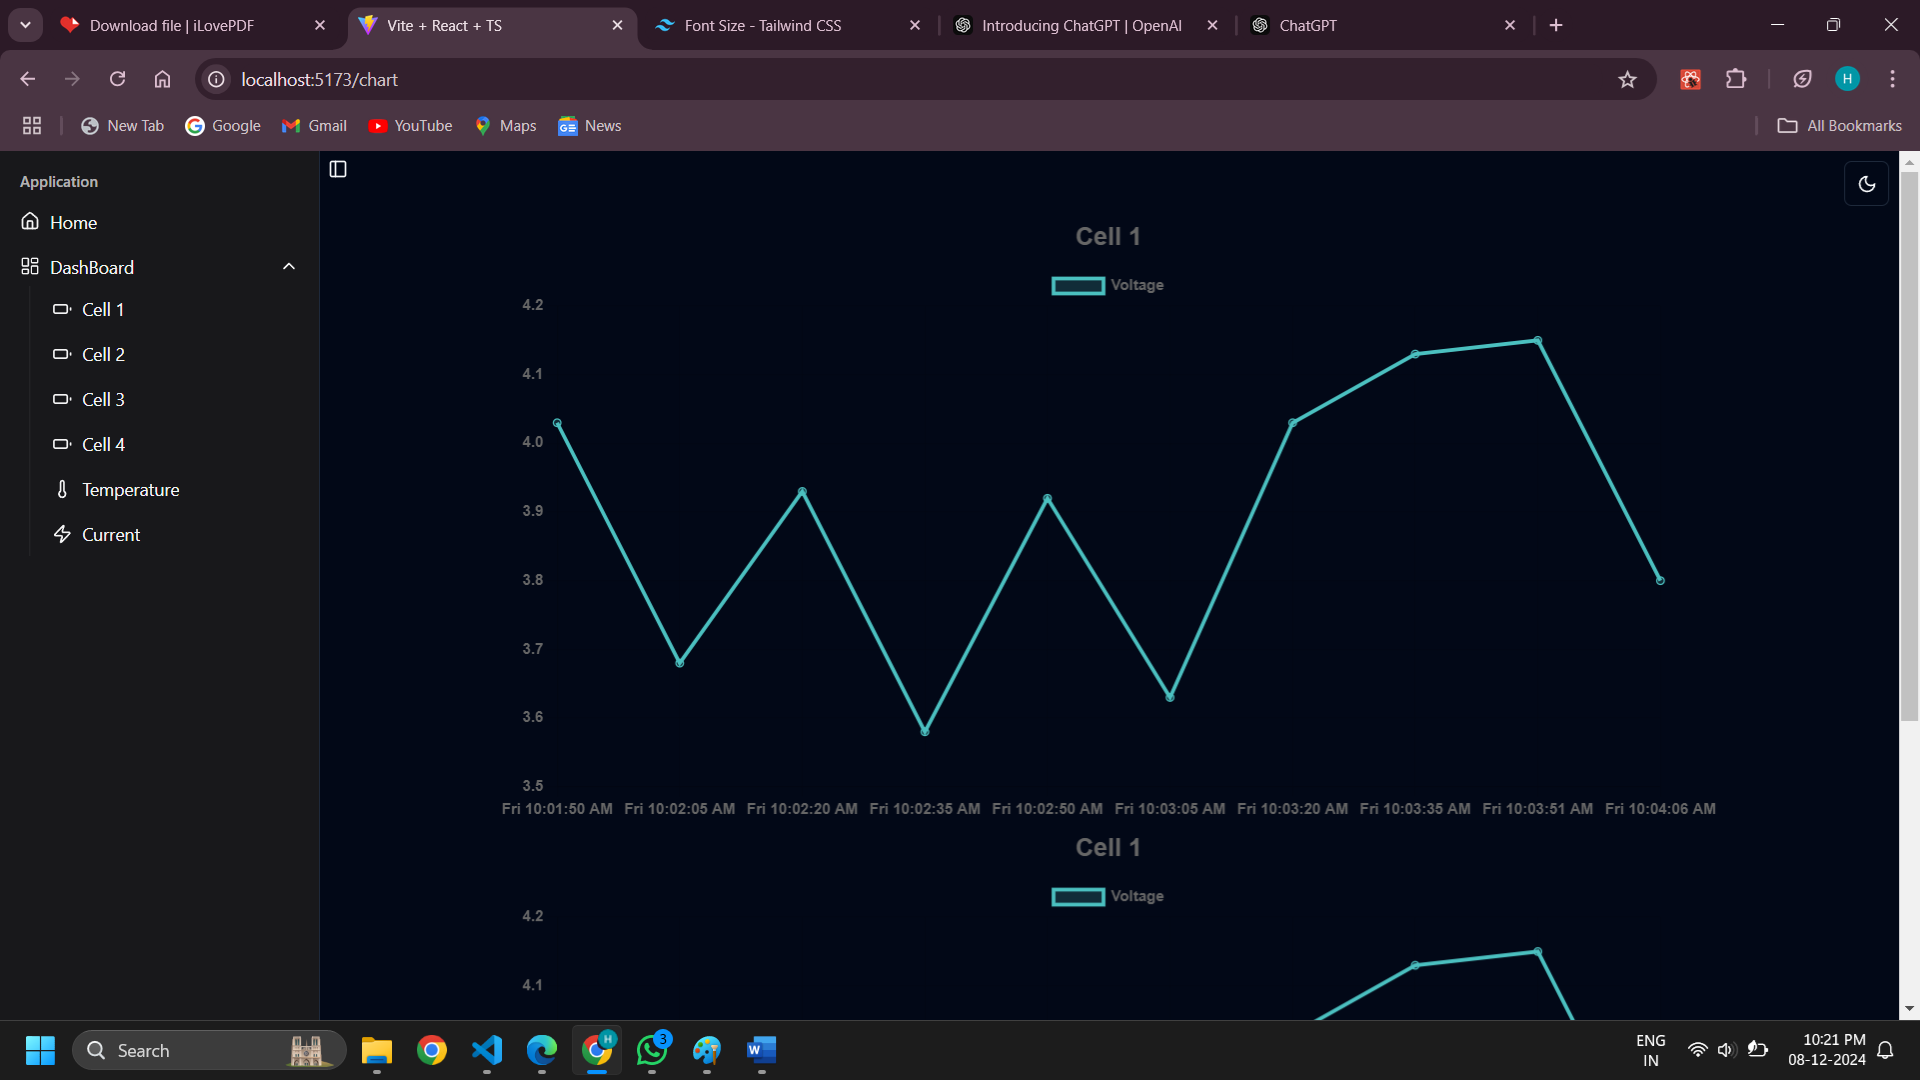 Download file | iLovePDF
Vite + React + TS
Font Size - Tailwind CSS
Introducing ChatGPT | OpenAI
ChatGPT
localhost:5173/chart
H
New Tab
Google
Gmail
YouTube
Maps
News
All Bookmarks
Application
Home
DashBoard
Cell 1
Cell 2
Cell 3
Cell 4
Temperature
Current
Cell 1
Voltage
4.2
4.1
4.0
3.9
3.8
3.7
3.6
3.5
Fri 10:01:50 AM Fri 10:02:05 AM Fri 10:02:20 AM Fri 10:02:35 AM Fri 10:02:50 AM Fri 10:03:05 AM Fri 10:03:20 AM Fri 10:03:35 AM Fri 10:03:51 AM Fri 10:04:06 AM
Cell 1
Voltage
4.2
4.1
Search
H
3
W
ENG
IN
10:21 PM
08-12-2024